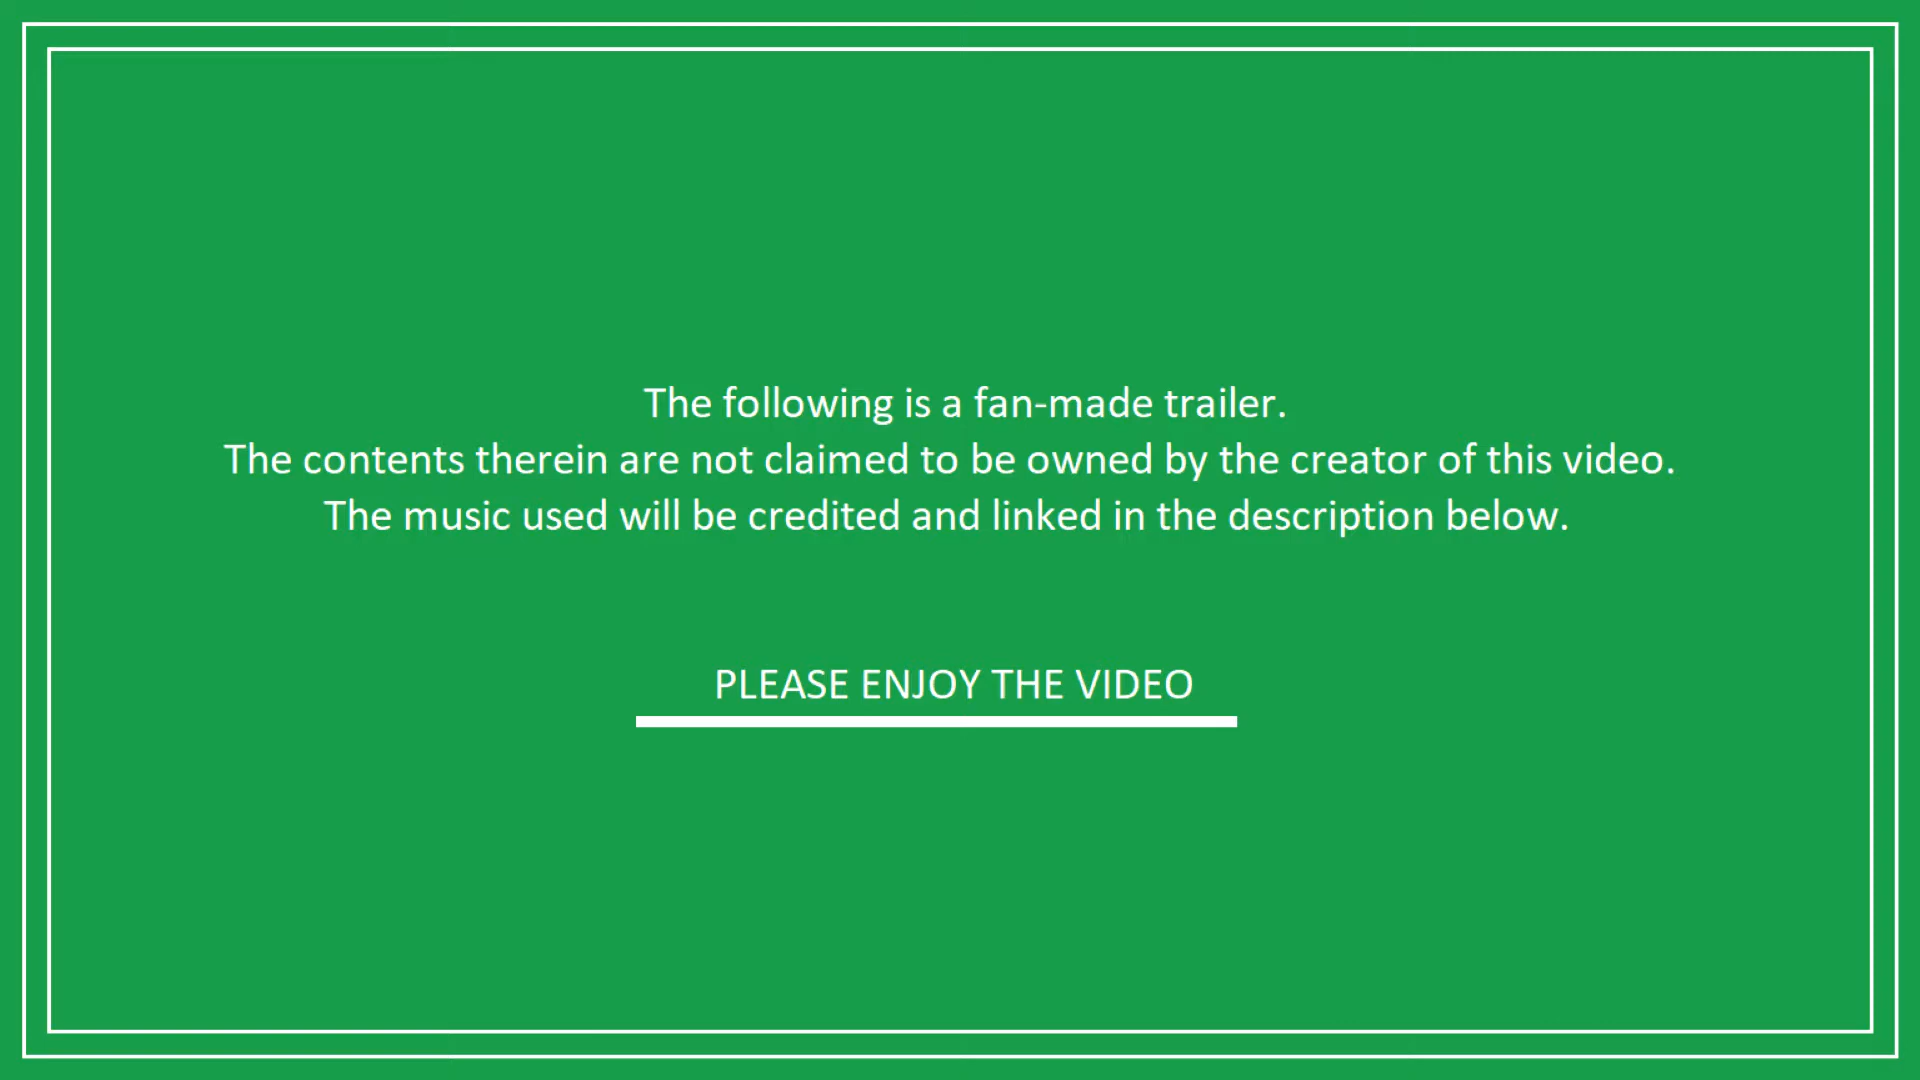 The following is a fan-made trailer.
The contents therein are not claimed to be owned by the creator of this video.
The music used will be credited and linked in the description below.
PLEASE ENJOY THE VIDEO